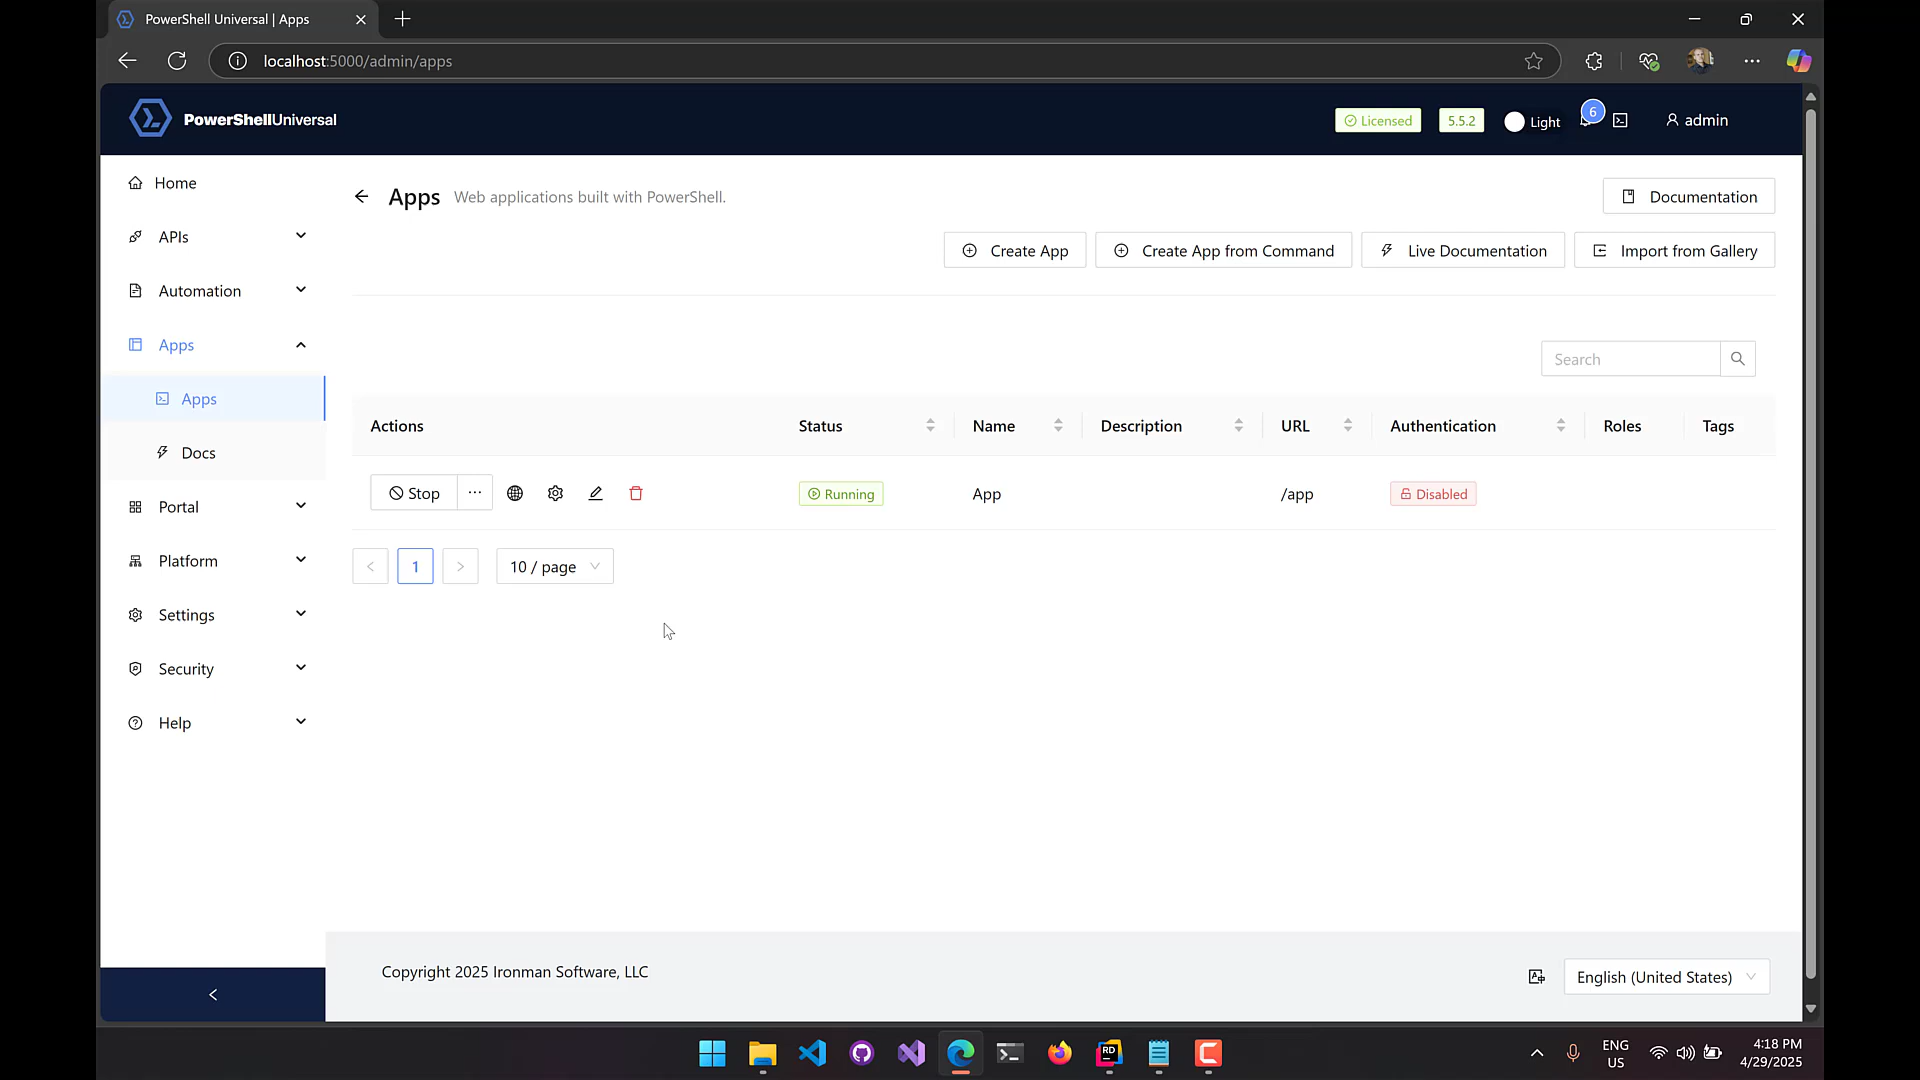 PowerShell Universal | Apps
localhost:5000/admin/apps
PowerShellUniversal
Licensed
5.5.2
Light
6
admin
Home
APIs
Automation
Apps
Apps
Docs
Portal
Platform
Settings
Security
Help
Apps Web applications built with PowerShell.
Documentation
Create App
Create App from Command
Live Documentation
Import from Gallery
Search
Actions Status Name Description URL Authentication Roles Tags
Stop ··· Running App /app Disabled
< 1 > 10 / page
Copyright 2025 Ironman Software, LLC
English (United States)
RD
ENG
US
4:18 PM
4/29/2025